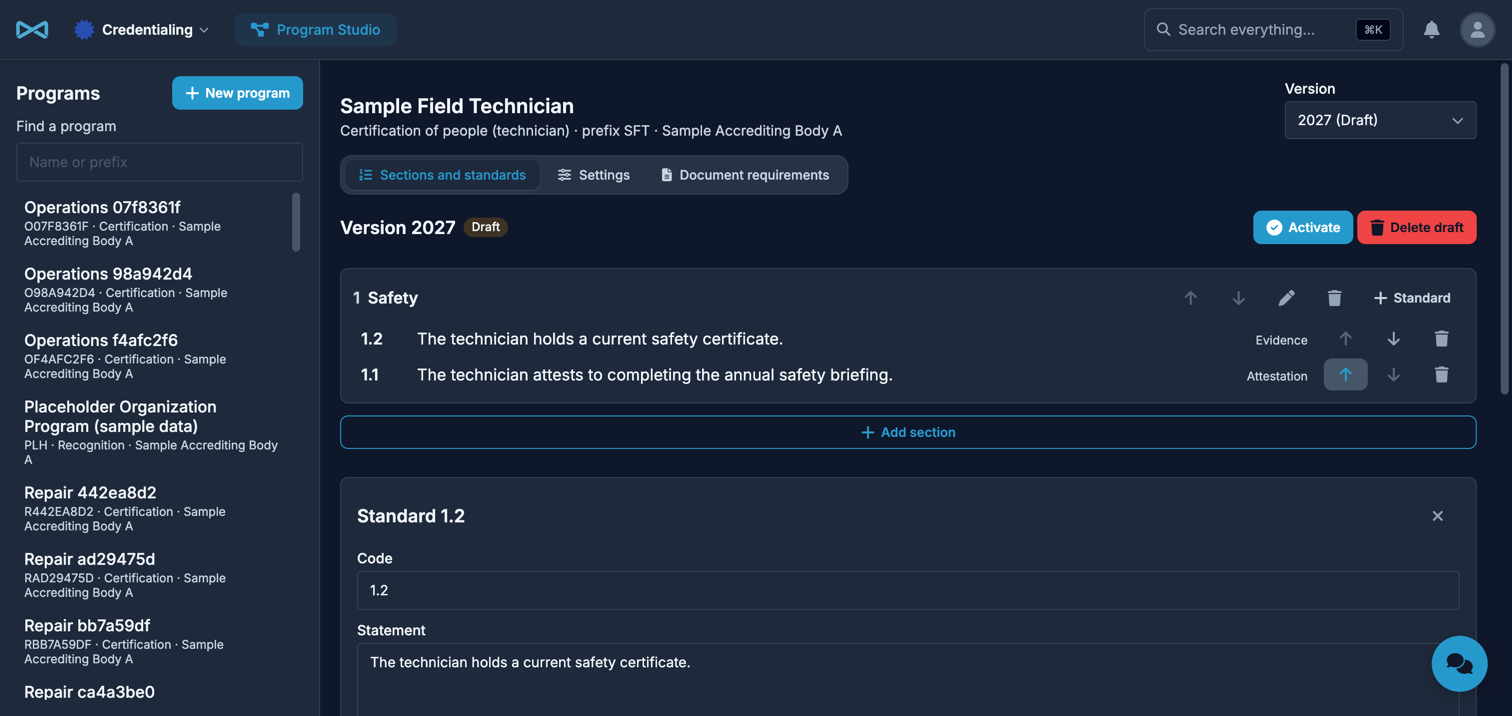 Credentialing
Program Studio
Search everything...
⌘K
Programs
New program
Find a program
Name or prefix
Operations 07f8361f
O07F8361F · Certification · Sample
Accrediting Body A
Operations 98a942d4
O98A942D4 · Certification · Sample
Accrediting Body A
Operations f4afc2f6
OF4AFC2F6 · Certification · Sample
Accrediting Body A
Placeholder Organization
Program (sample data)
PLH · Recognition · Sample Accrediting Body
A
Repair 442ea8d2
R442EA8D2 · Certification · Sample
Accrediting Body A
Repair ad29475d
RAD29475D · Certification · Sample
Accrediting Body A
Repair bb7a59df
RBB7A59DF · Certification · Sample
Accrediting Body A
Repair ca4a3be0
Sample Field Technician
Certification of people (technician) · prefix SFT · Sample Accrediting Body A
Version
2027 (Draft)
Sections and standards
Settings
Document requirements
Version 2027
Draft
Activate
Delete draft
1 Safety
Standard
1.2 The technician holds a current safety certificate.
Evidence
1.1 The technician attests to completing the annual safety briefing.
Attestation
Add section
Standard 1.2
Code
1.2
Statement
The technician holds a current safety certificate.